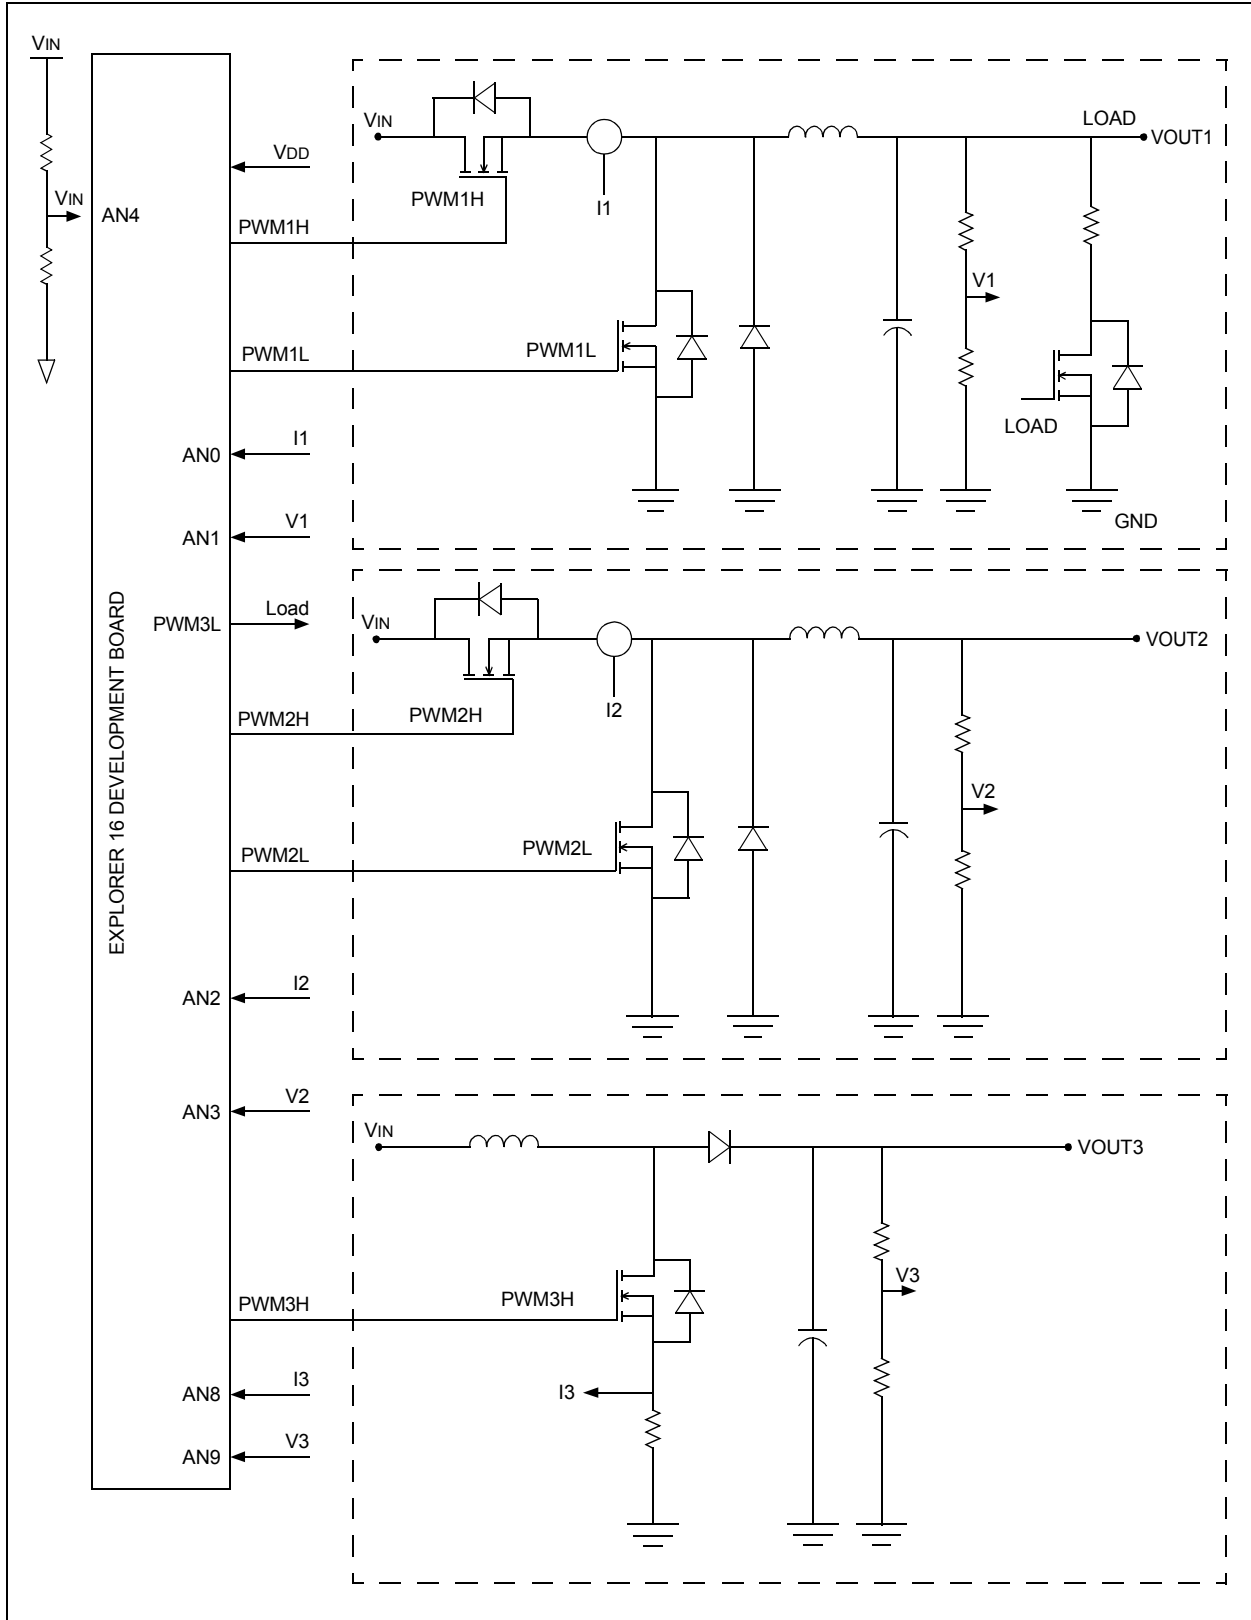 VIN
VIN
AN4
VDD
PWM1H
PWM1L
AN0
I1
AN1
V1
PWM3L
Load
PWM2H
PWM2L
AN2
I2
AN3
V2
PWM3H
AN8
I3
AN9
V3
EXPLORER 16 DEVELOPMENT BOARD
VIN
PWM1H
I1
LOAD
VOUT1
PWM1L
V1
LOAD
GND
VIN
PWM2H
I2
VOUT2
PWM2L
V2
VIN
VOUT3
PWM3H
V3
I3